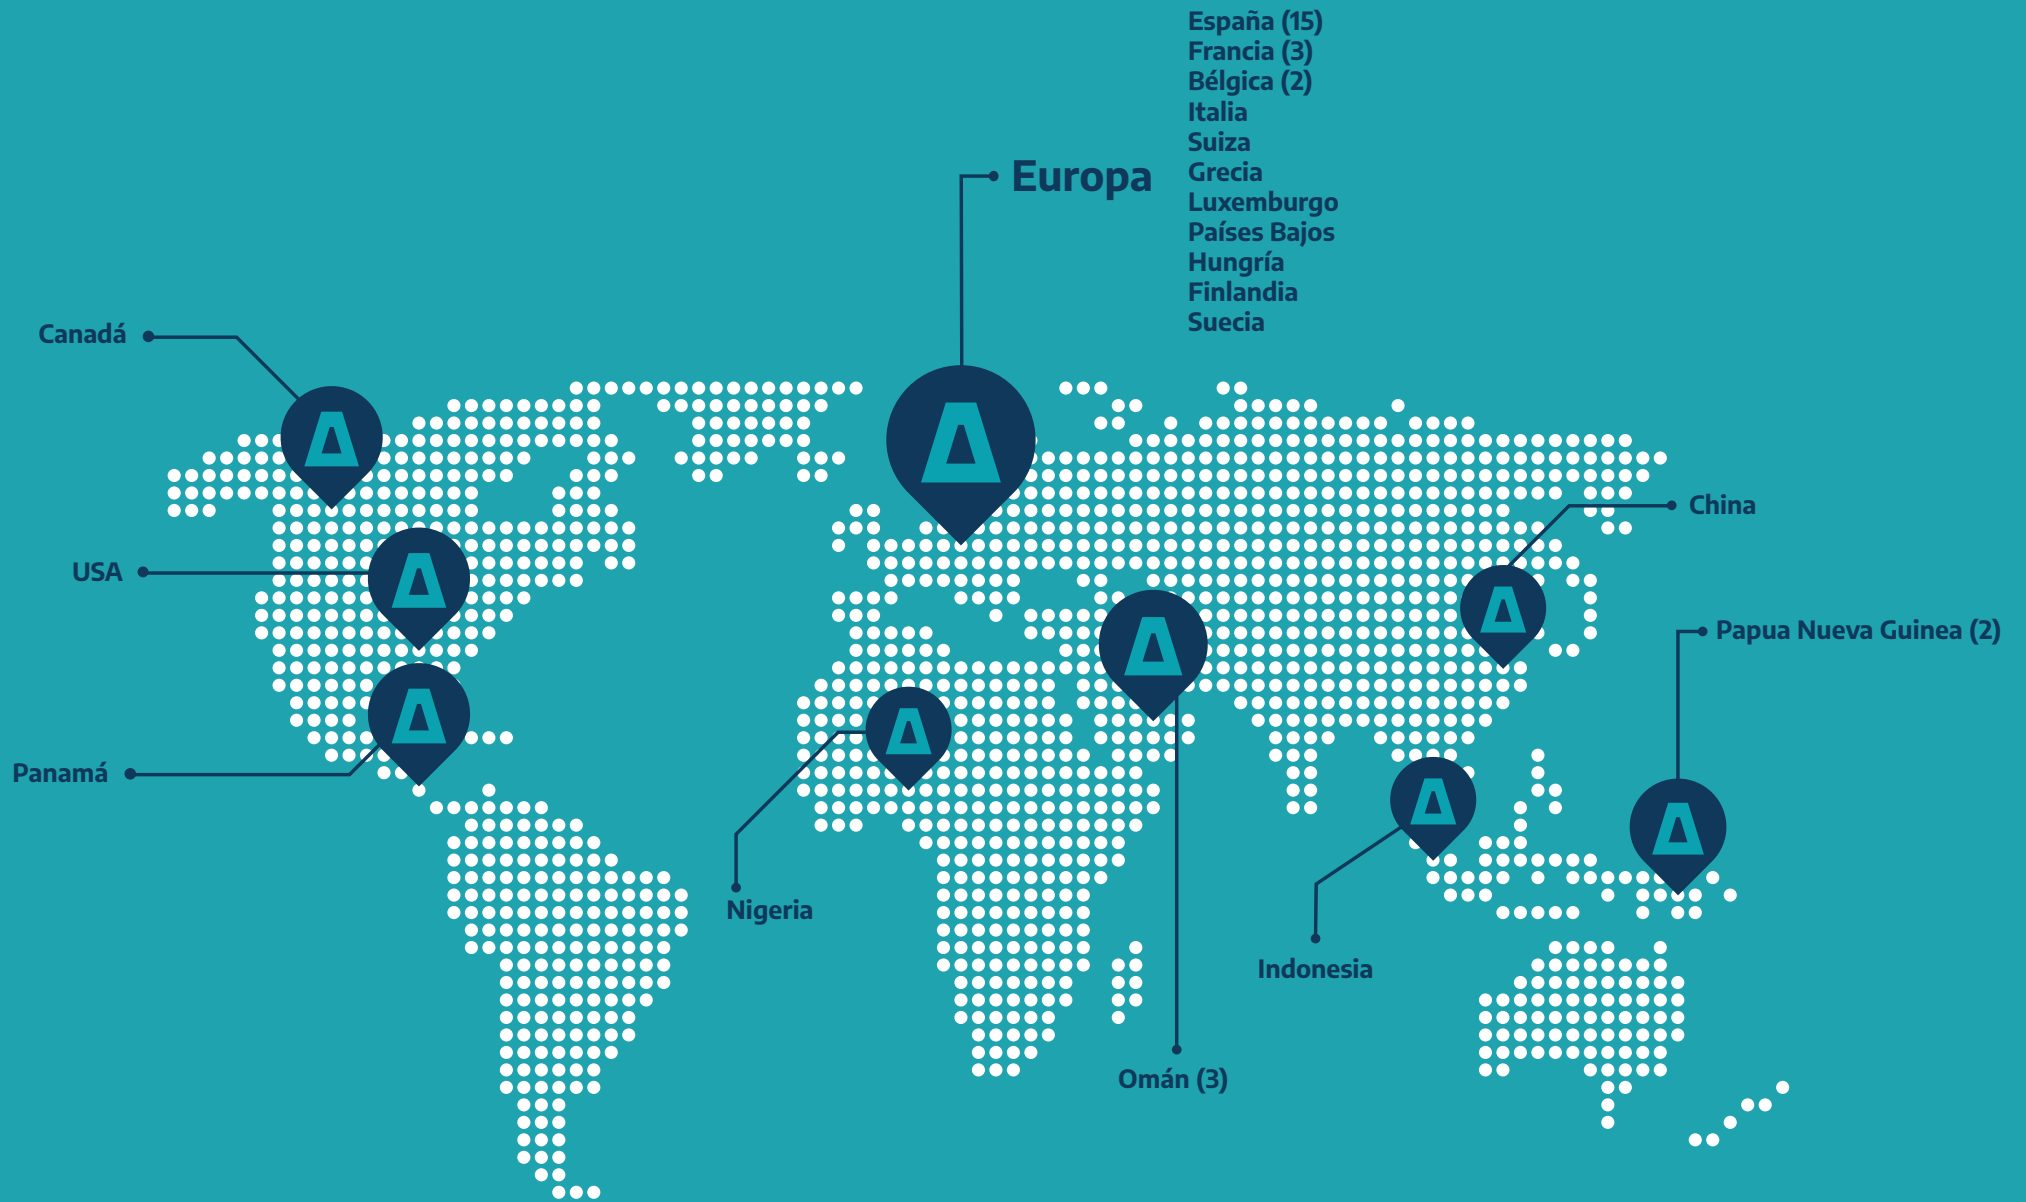 España (15)
Francia (3)
Bélgica (2)
Italia
Suiza
Grecia
Luxemburgo
Países Bajos
Hungría
Finlandia
Suecia
Europa
Canadá
China
USA
Papua Nueva Guinea (2)
Panamá
Nigeria
Indonesia
Omán (3)